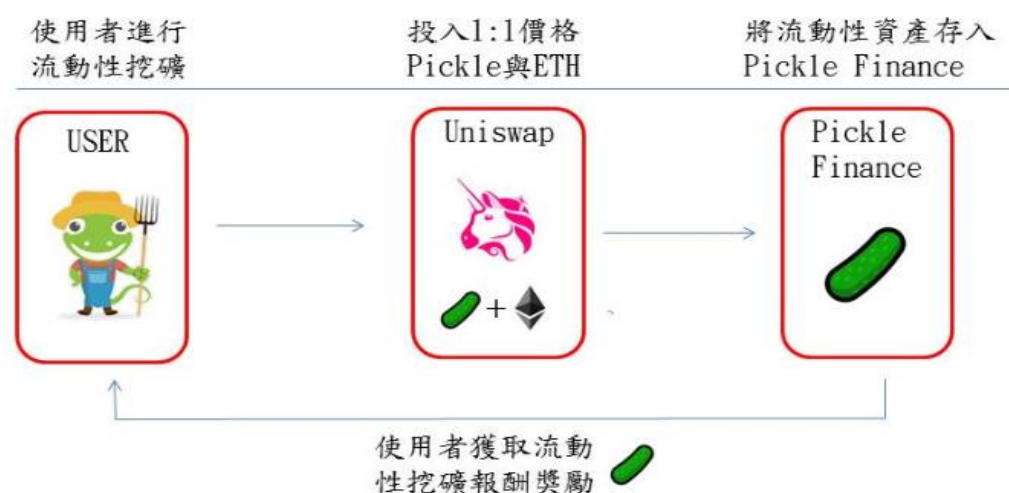 使用者進行
流動性挖礦
投入1:1價格
Pickle與ETH
將流動性資產存入
Pickle Finance
USER
Uniswap
Pickle
Finance
+
使用者獲取流動
性挖礦報酬獎勵